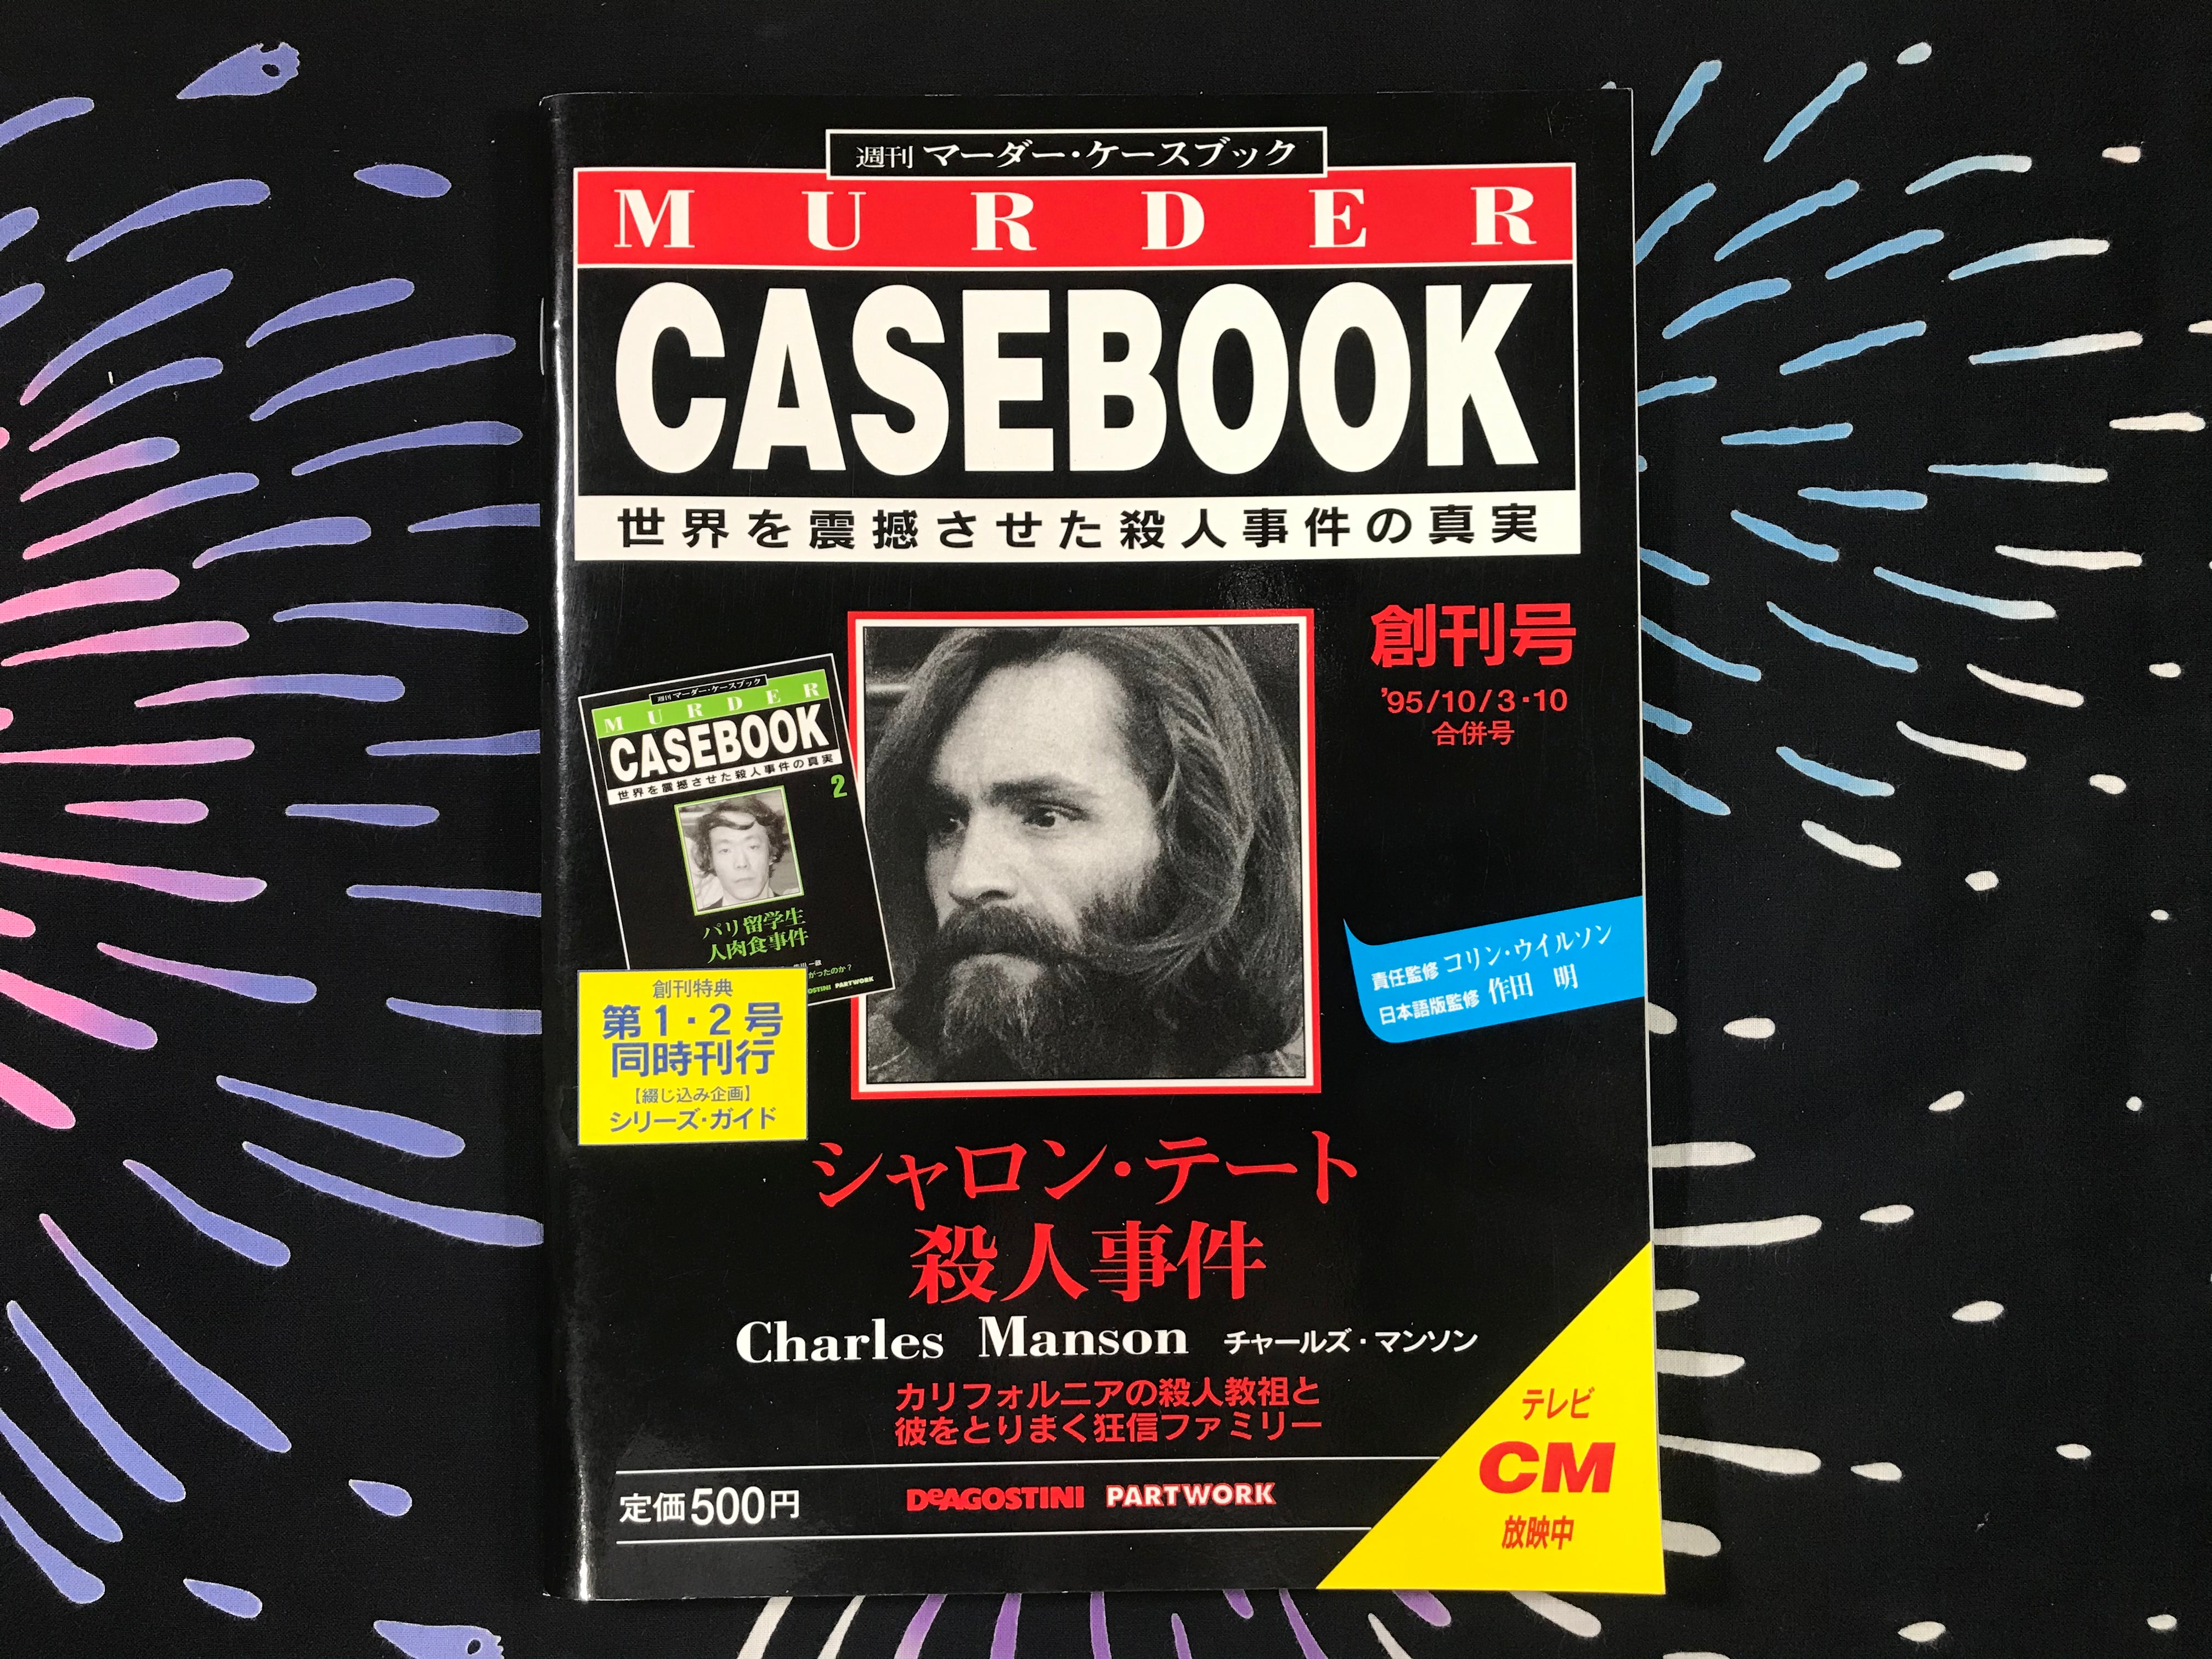 週刊 マーダー・ケースブック
MURDER
CASEBOOK
世界を震撼させた殺人事件の真実
創刊号
'95/10/3・10
合併号
週刊 マーダー・ケースブック
MURDER
CASEBOOK
世界を震撼させた殺人事件の真実
2
パリ留学生
人肉食事件
がったのか?
OSTINI PARTWORK
創刊特典
第1・2号
同時刊行
【綴じ込み企画】
シリーズ・ガイド
責任監修 コリン・ウイルソン
日本語版監修 作田 明
シャロン・テート
殺人事件
Charles Manson チャールズ・マンソン
カリフォルニアの殺人教祖と
彼をとりまく狂信ファミリー
定価500円
DeAGOSTINI PARTWORK
テレビ
CM
放映中